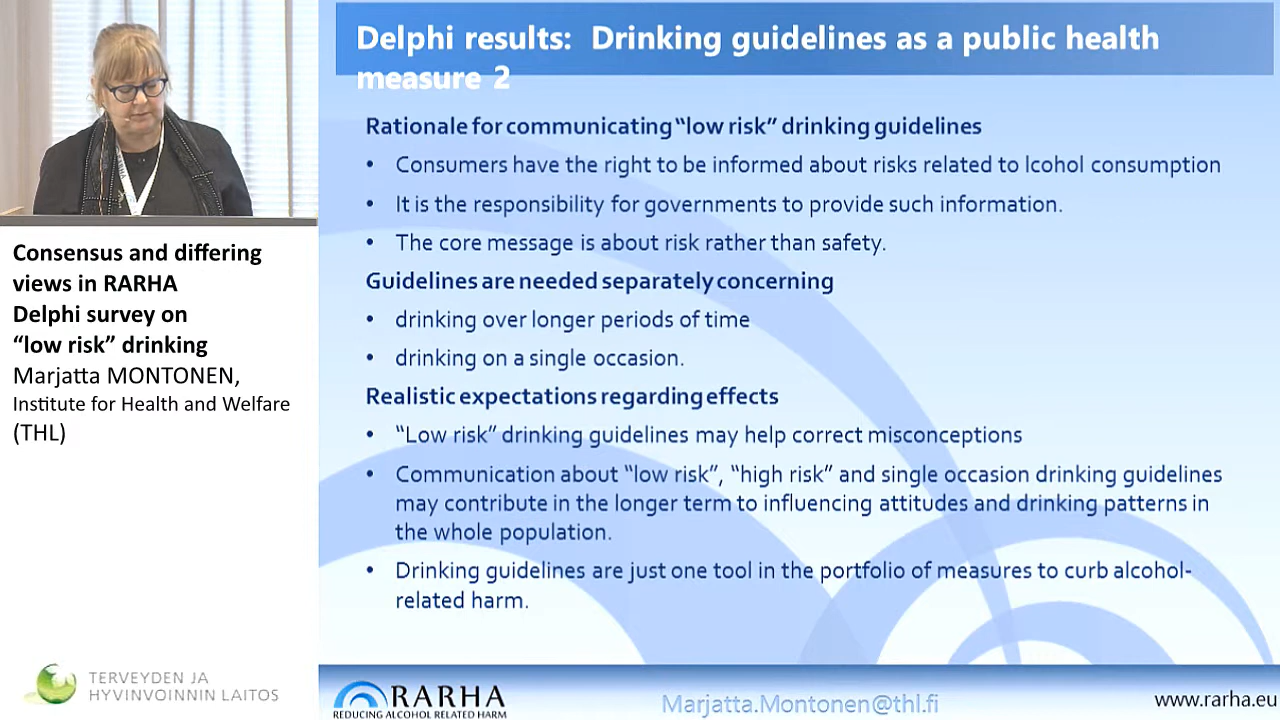 Delphi results: Drinking guidelines as a public health
measure 2
Rationale for communicating “low risk” drinking guidelines
• Consumers have the right to be informed about risks related to lcohol consumption
• It is the responsibility for governments to provide such information.
• The core message is about risk rather than safety.
Guidelines are needed separately concerning
• drinking over longer periods of time
• drinking on a single occasion.
Realistic expectations regarding effects
• “Low risk” drinking guidelines may help correct misconceptions
• Communication about “low risk”, “high risk” and single occasion drinking guidelines
may contribute in the longer term to influencing attitudes and drinking patterns in
the whole population.
• Drinking guidelines are just one tool in the portfolio of measures to curb alcohol-
related harm.
Consensus and differing
views in RARHA
Delphi survey on
“low risk” drinking
Marjatta MONTONEN,
Institute for Health and Welfare
(THL)
TERVEYDEN JA
HYVINVOINNIN LAITOS
RARHA
REDUCING ALCOHOL RELATED HARM
Marjatta.Montonen@thl.fi
www.rarha.eu